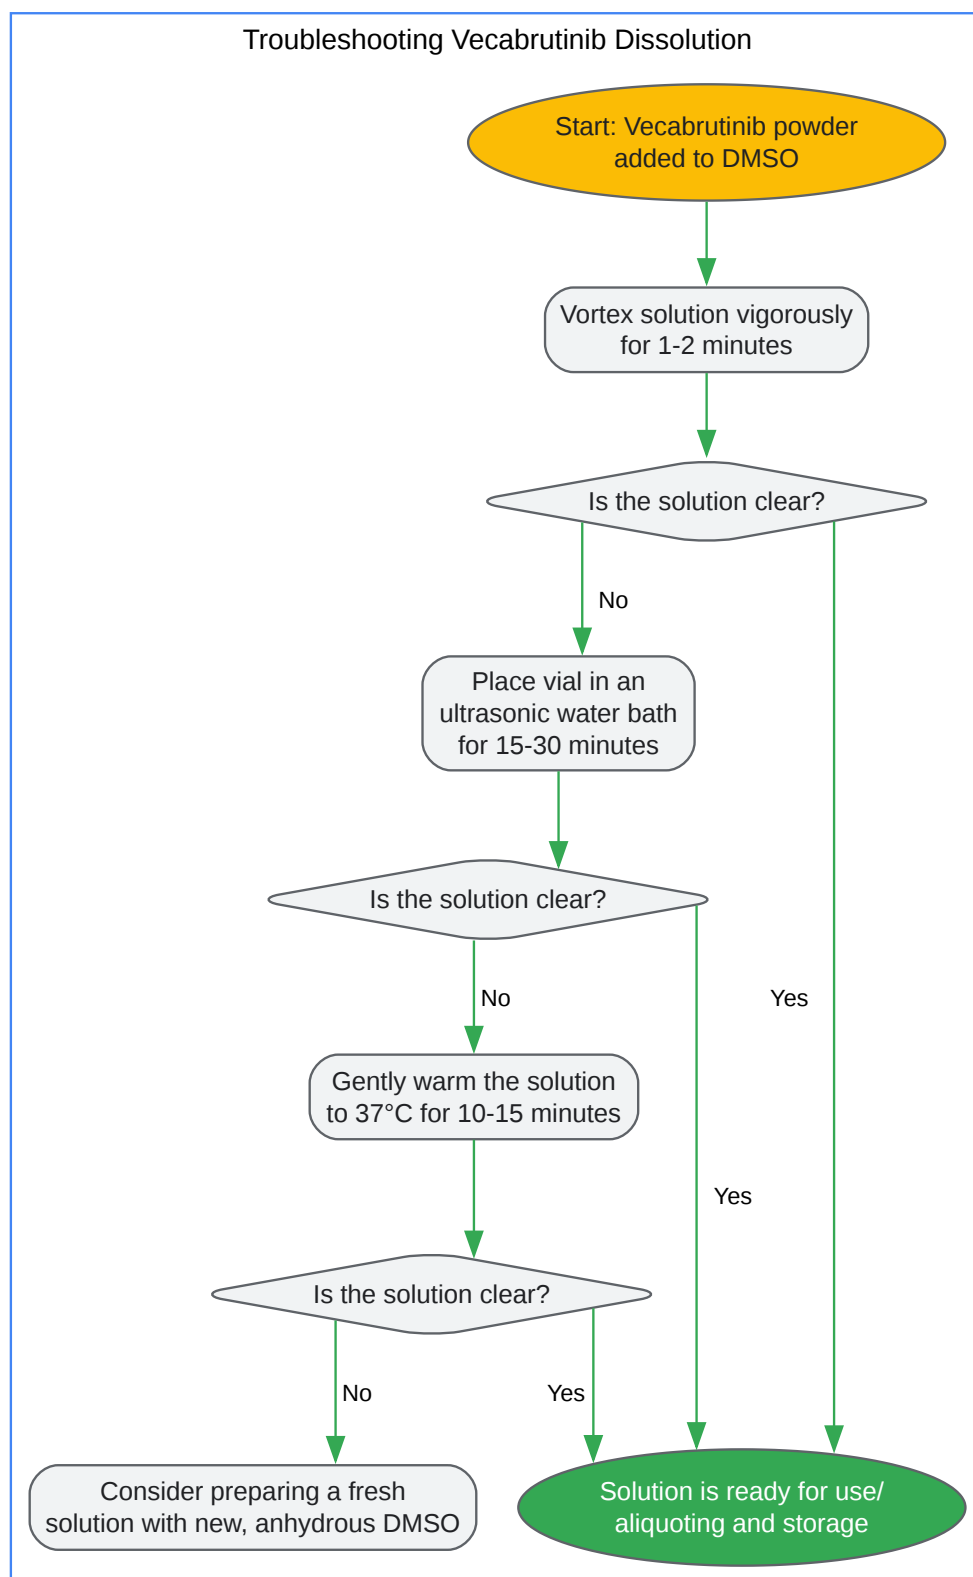 Troubleshooting Vecabrutinib Dissolution
Start: Vecabrutinib powder
added to DMSO
Vortex solution vigorously
for 1-2 minutes
Is the solution clear?
No
Place vial in an
ultrasonic water bath
for 15-30 minutes
Is the solution clear?
No
Yes
Gently warm the solution
to 37°C for 10-15 minutes
Yes
Is the solution clear?
No
Yes
Consider preparing a fresh
solution with new, anhydrous DMSO
Solution is ready for use/
aliquoting and storage